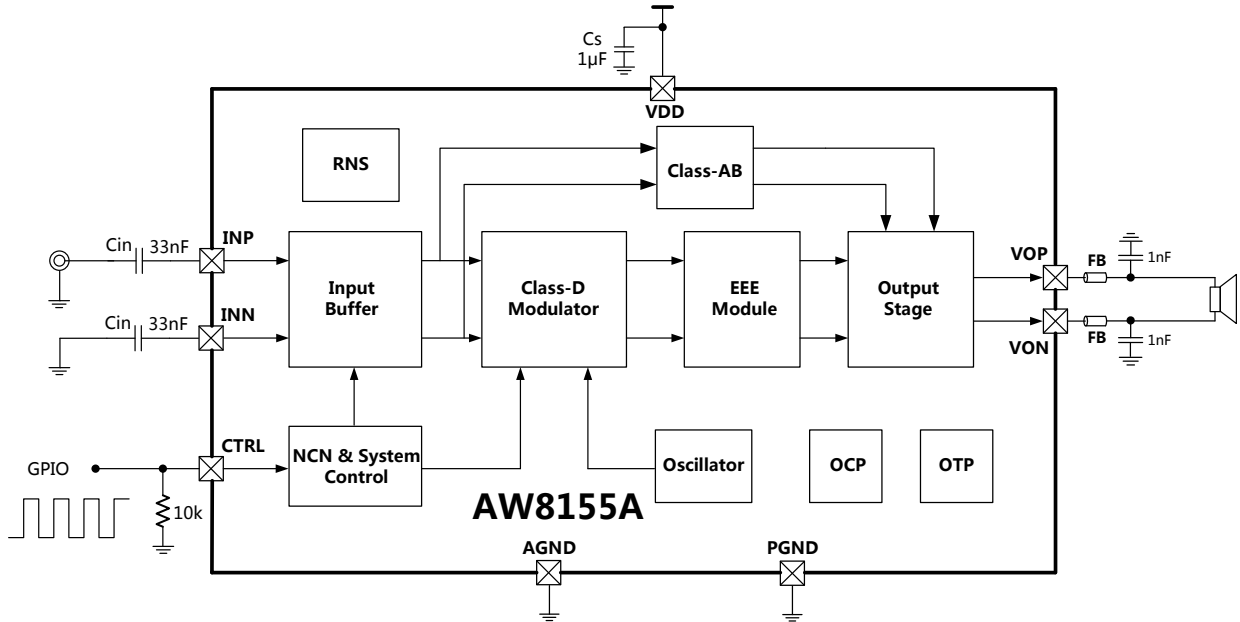 Cs
1µF
VDD
RNS
Class-AB
Cin 33nF
INP
Input
Buffer
Class-D
Modulator
EEE
Module
Output
Stage
VOP
FB
1nF
Cin 33nF
INN
VON
FB
1nF
CTRL
GPIO
10k
NCN & System
Control
Oscillator
OCP
OTP
AW8155A
AGND
PGND